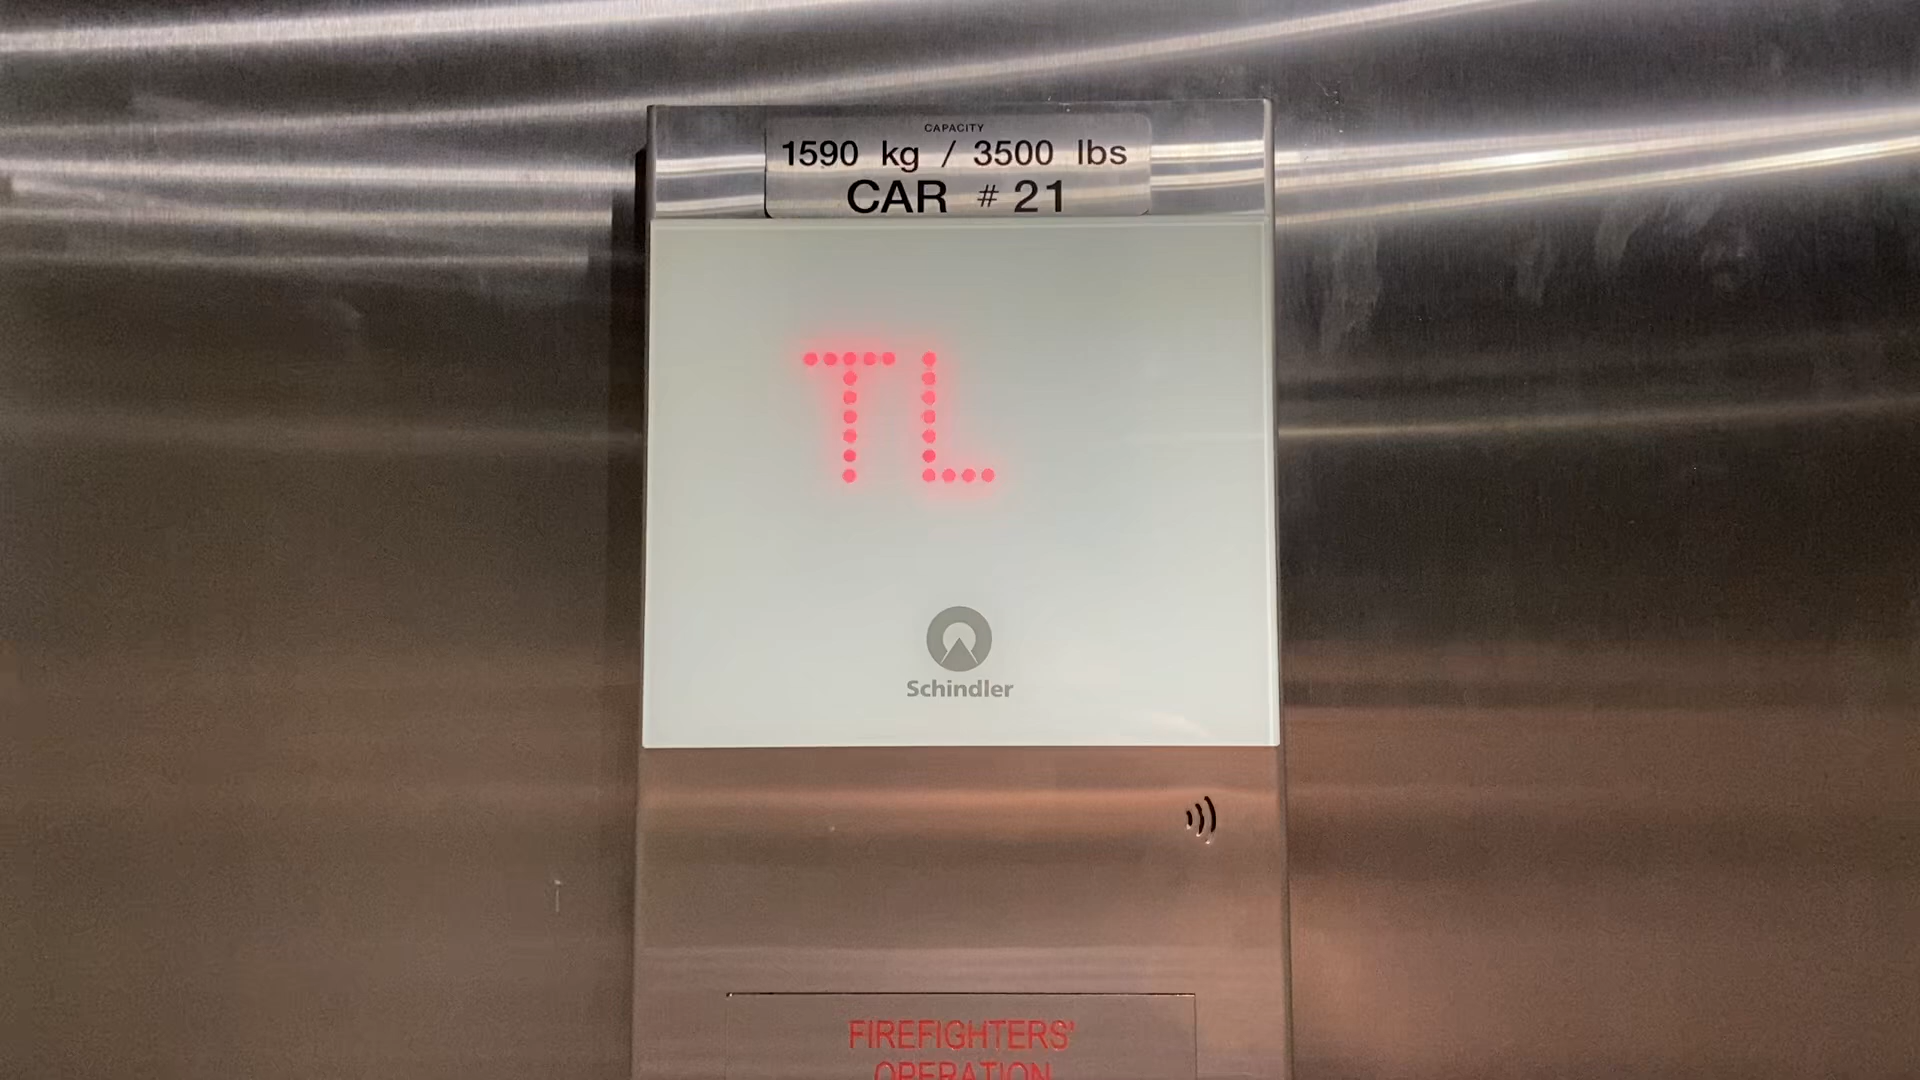 CAPACITY
1590 kg / 3500 lbs
CAR # 21
TL
Schindler
FIREFIGHTERS'
OPERATION